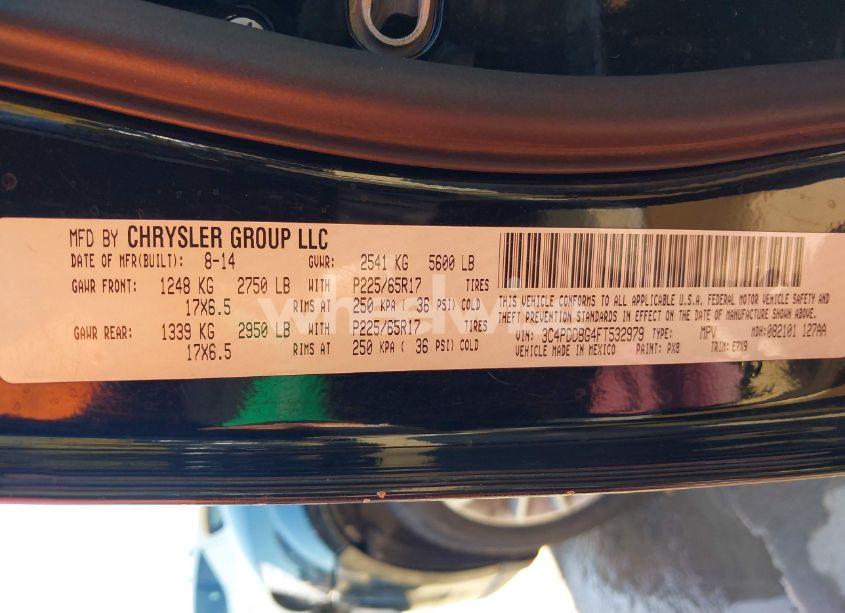 MFD BY CHRYSLER GROUP LLC
DATE OF MFR(BUILT): 8-14 GVWR: 2541 KG 5600 LB
GAWR FRONT: 1248 KG 2750 LB WITH P225/65R17 TIRES
17X6.5 RIMS AT 250 KPA ( 36 PSI) COLD
GAWR REAR: 1339 KG 2950 LB WITH P225/65R17 TIRES
17X6.5 RIMS AT 250 KPA ( 36 PSI) COLD
THIS VEHICLE CONFORMS TO ALL APPLICABLE U.S.A. FEDERAL MOTOR VEHICLE SAFETY AND
THEFT PREVENTION STANDARDS IN EFFECT ON THE DATE OF MANUFACTURE SHOWN ABOVE.
VIN: 3C4PDDBG4FT532979 TYPE: MPV MDH: 082101 127AA
VEHICLE MADE IN MEXICO PAINT: PX8 TRIM: E7X9